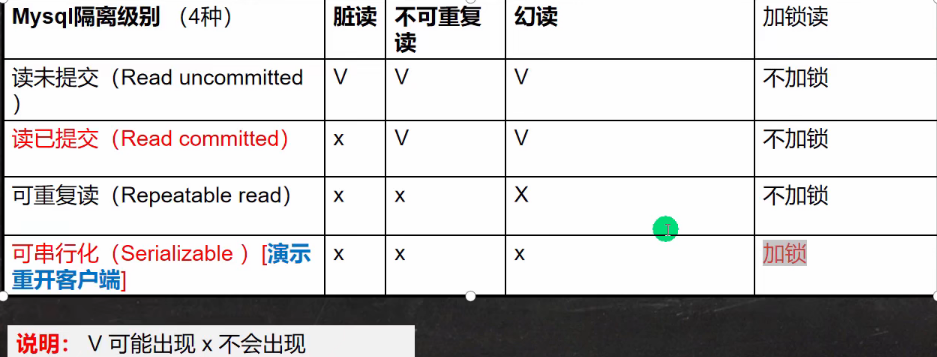 Mysql隔离级别 （4种） 脏读 不可重复 幻读 加锁读
读
读未提交（Read uncommitted V V V 不加锁
）
读已提交（Read committed） x V V 不加锁
可重复读（Repeatable read） x x X 不加锁
可串行化（Serializable ）[演示 x x x 加锁
重开客户端]
说明： V 可能出现 x 不会出现